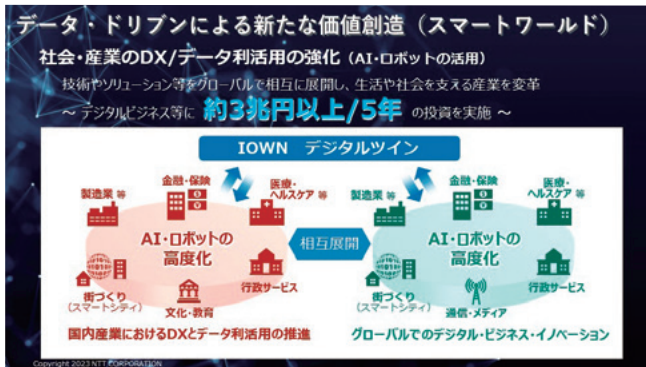 データ・ドリブンによる新たな価値創造（スマートワールド）
社会・産業のDX/データ利活用の強化（AI・ロボットの活用）
技術やソリューション等をグローバルで相互に展開し、生活や社会を支える産業を変革
～ デジタルビジネス等に 約3兆円以上/5年 の投資を実施 ～
IOWN デジタルツイン
製造業 等
金融・保険
医療・
ヘルスケア 等
AI・ロボットの
高度化
街づくり
(スマートシティ)
文化・教育
行政サービス
国内産業におけるDXとデータ利活用の推進
相互展開
製造業 等
金融・保険
医療・
ヘルスケア 等
AI・ロボットの
高度化
街づくり
(スマートシティ)
通信・メディア
行政サービス
グローバルでのデジタル・ビジネス・イノベーション
Copyright 2023 NTT CORPORATION